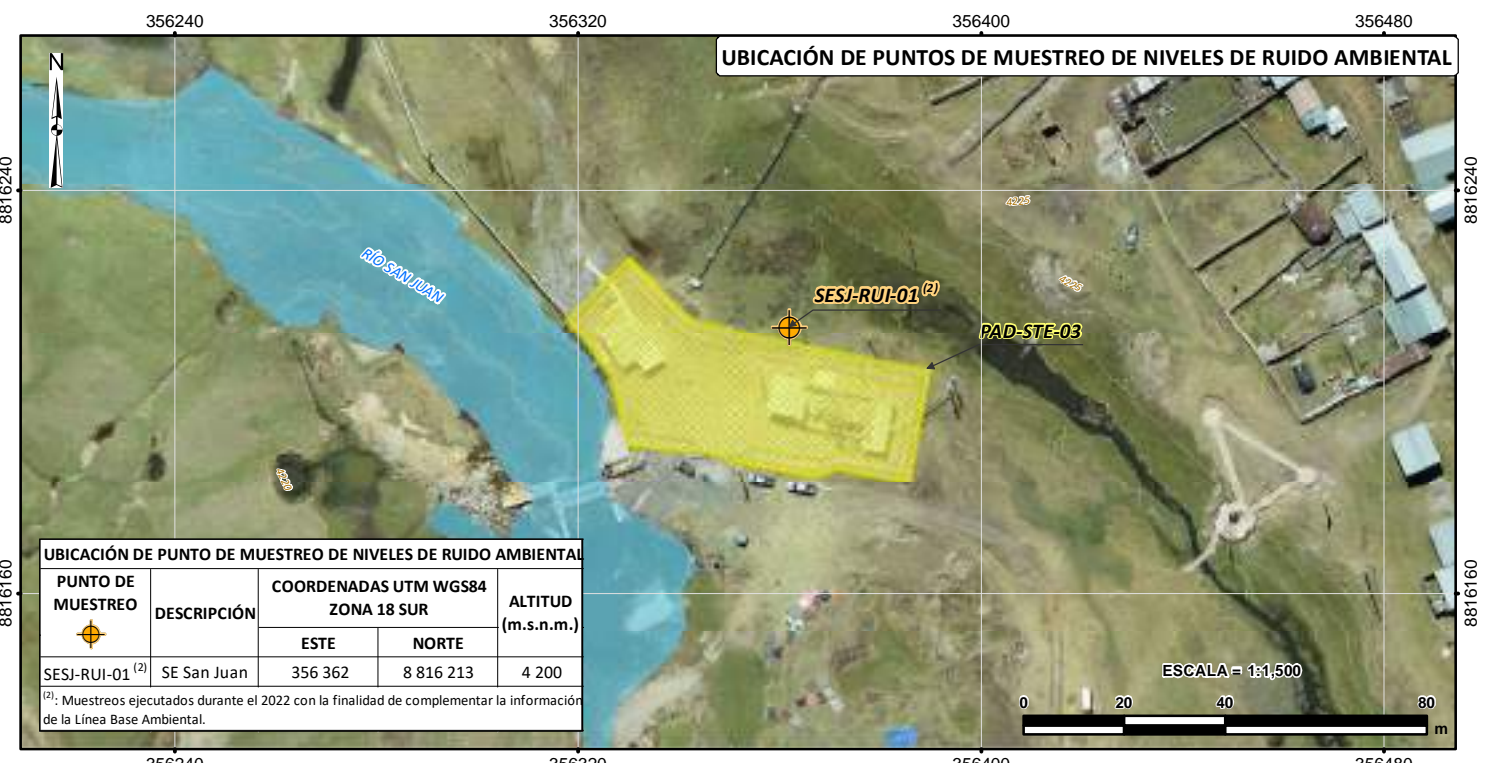 356240 356320 356400 356480
UBICACIÓN DE PUNTOS DE MUESTREO DE NIVELES DE RUIDO AMBIENTAL
N
8816240 8816240
4225
RÍO SAN JUAN
4225
SESJ-RUI-01 (2)
PAD-STE-03
4220
8816160 8816160
UBICACIÓN DE PUNTO DE MUESTREO DE NIVELES DE RUIDO AMBIENTAL
PUNTO DE MUESTREO
DESCRIPCIÓN
COORDENADAS UTM WGS84
ZONA 18 SUR
ALTITUD
(m.s.n.m.)
ESTE NORTE
SESJ-RUI-01 (2) SE San Juan 356 362 8 816 213 4 200
(2): Muestreos ejecutados durante el 2022 con la finalidad de complementar la información
de la Línea Base Ambiental.
ESCALA = 1:1,500
0 20 40 80
m
356240 356320 356400 356480